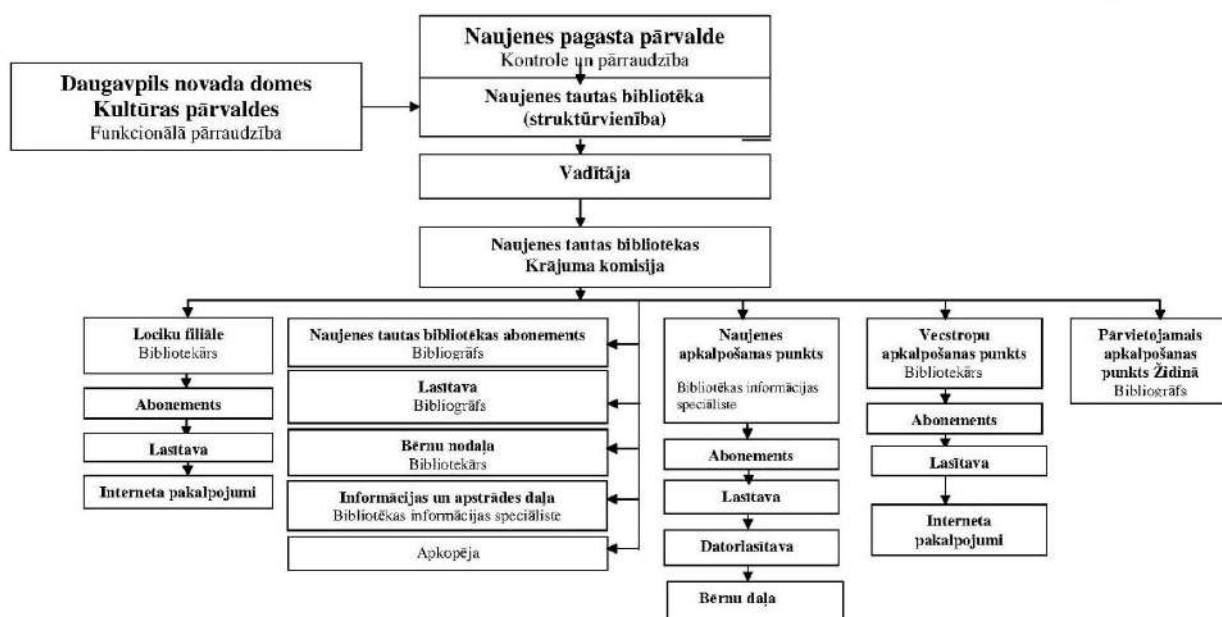 Naujenes pagasta pārvalde
Kontrole un pārraudzība
Daugavpils novada domes
Kultūras pārvaldes
Funkcionālā pārraudzība
Naujenes tautas bibliotēka
(struktūrvienība)
Vadītāja
Naujenes tautas bibliotēkas
Krājuma komisija
Lociku filiāle
Bibliotekārs
Abonements
Lasītava
Interneta pakalpojumi
Naujenes tautas bibliotēkas abonements
Bibliogrāfs
Lasītava
Bibliogrāfs
Bērnu nodaļa
Bibliotekārs
Informācijas un apstrādes daļa
Bibliotēkas informācijas speciāliste
Apkopēja
Naujenes
apkalpošanas punkts
Bibliotēkas informācijas
speciāliste
Abonements
Lasītava
Datorlasītava
Bērnu daļa
Vecstropu
apkalpošanas punkts
Bibliotekārs
Abonements
Lasītava
Interneta
pakalpojumi
Pārvietojamais
apkalpošanas
punkts Židinā
Bibliogrāfs